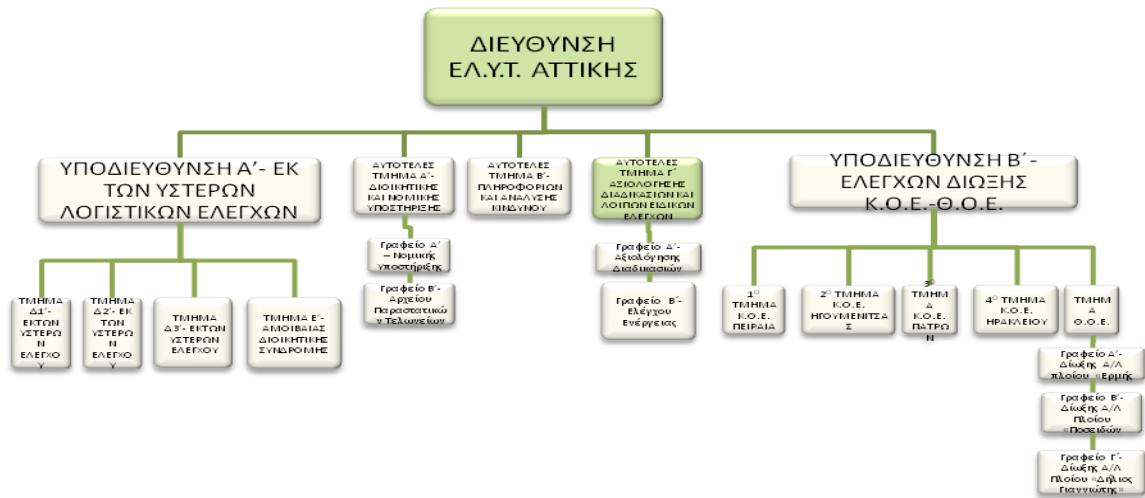 ΔΙΕΥΘΥΝΣΗ
ΕΛ.Υ.Τ. ΑΤΤΙΚΗΣ
ΥΠΟΔΙΕΥΘΥΝΣΗ Α΄- ΕΚ
ΤΩΝ ΥΣΤΕΡΩΝ
ΛΟΓΙΣΤΙΚΩΝ ΕΛΕΓΧΩΝ
ΑΥΤΟΤΕΛΕΣ
ΤΜΗΜΑ Α΄-
ΔΙΟΙΚΗΤΙΚΗΣ
ΚΑΙ ΝΟΜΙΚΗΣ
ΥΠΟΣΤΗΡΙΞΗΣ
ΑΥΤΟΤΕΛΕΣ
ΤΜΗΜΑ Β΄-
ΠΛΗΡΟΦΟΡΙΩΝ
ΚΑΙ ΑΝΑΛΥΣΗΣ
ΚΙΝΔΥΝΟΥ
ΑΥΤΟΤΕΛΕΣ
ΤΜΗΜΑ Γ΄
ΑΞΙΟΛΟΓΗΣΗΣ
ΔΙΑΔΙΚΑΣΙΩΝ ΚΑΙ
ΛΟΙΠΩΝ ΕΙΔΙΚΩΝ
ΕΛΕΓΧΩΝ
ΥΠΟΔΙΕΥΘΥΝΣΗ Β΄-
ΕΛΕΓΧΩΝ ΔΙΩΞΗΣ
Κ.Ο.Ε.-Θ.Ο.Ε.
Γραφείο Α΄
– Νομικής
Υποστήριξης
Γραφείο Β΄-
Αρχείου
Παραστατικώ
ν Τελωνείων
Γραφείο Α΄-
Αξιολόγησης
Διαδικασιών
Γραφείο Β΄-
Ελέγχου
Ενέργειας
ΤΜΗΜΑ
Δ1΄- ΕΚΤΩΝ
ΥΣΤΕΡΩ
Ν
ΕΛΕΓΧΟ
Υ
ΤΜΗΜΑ
Δ2΄- ΕΚ
ΤΩΝ
ΥΣΤΕΡΩ
Ν
ΕΛΕΓΧΟ
Υ
ΤΜΗΜΑ
Δ3΄- ΕΚΤΩΝ
ΥΣΤΕΡΩΝ
ΕΛΕΓΧΟΥ
ΤΜΗΜΑ Ε΄-
ΑΜΟΙΒΑΙΑΣ
ΔΙΟΙΚΗΤΙΚΗΣ
ΣΥΝΔΡΟΜΗΣ
1Ο
ΤΜΗΜΑ
Κ.Ο.Ε.
ΠΕΙΡΑΙΑ
2Ο ΤΜΗΜΑ
Κ.Ο.Ε.
ΗΓΟΥΜΕΝΙΤΣΑ
Σ
3Ο
ΤΜΗΜ
Α
Κ.Ο.Ε.
ΠΑΤΡΩ
Ν
4Ο ΤΜΗΜΑ
Κ.Ο.Ε.
ΗΡΑΚΛΕΙΟΥ
ΤΜΗΜ
Α
Θ.Ο.Ε.
Γραφείο Α΄-
Δίωξης Α/Λ
πλοίου «Ερμής
Γραφείο Β΄-
Δίωξης Α/Λ
Πλοίου
«Ποσειδών
Γραφείο Γ΄-
Δίωξης Α/Λ
Πλοίου «Δήλιος
Γιαννιώτης»